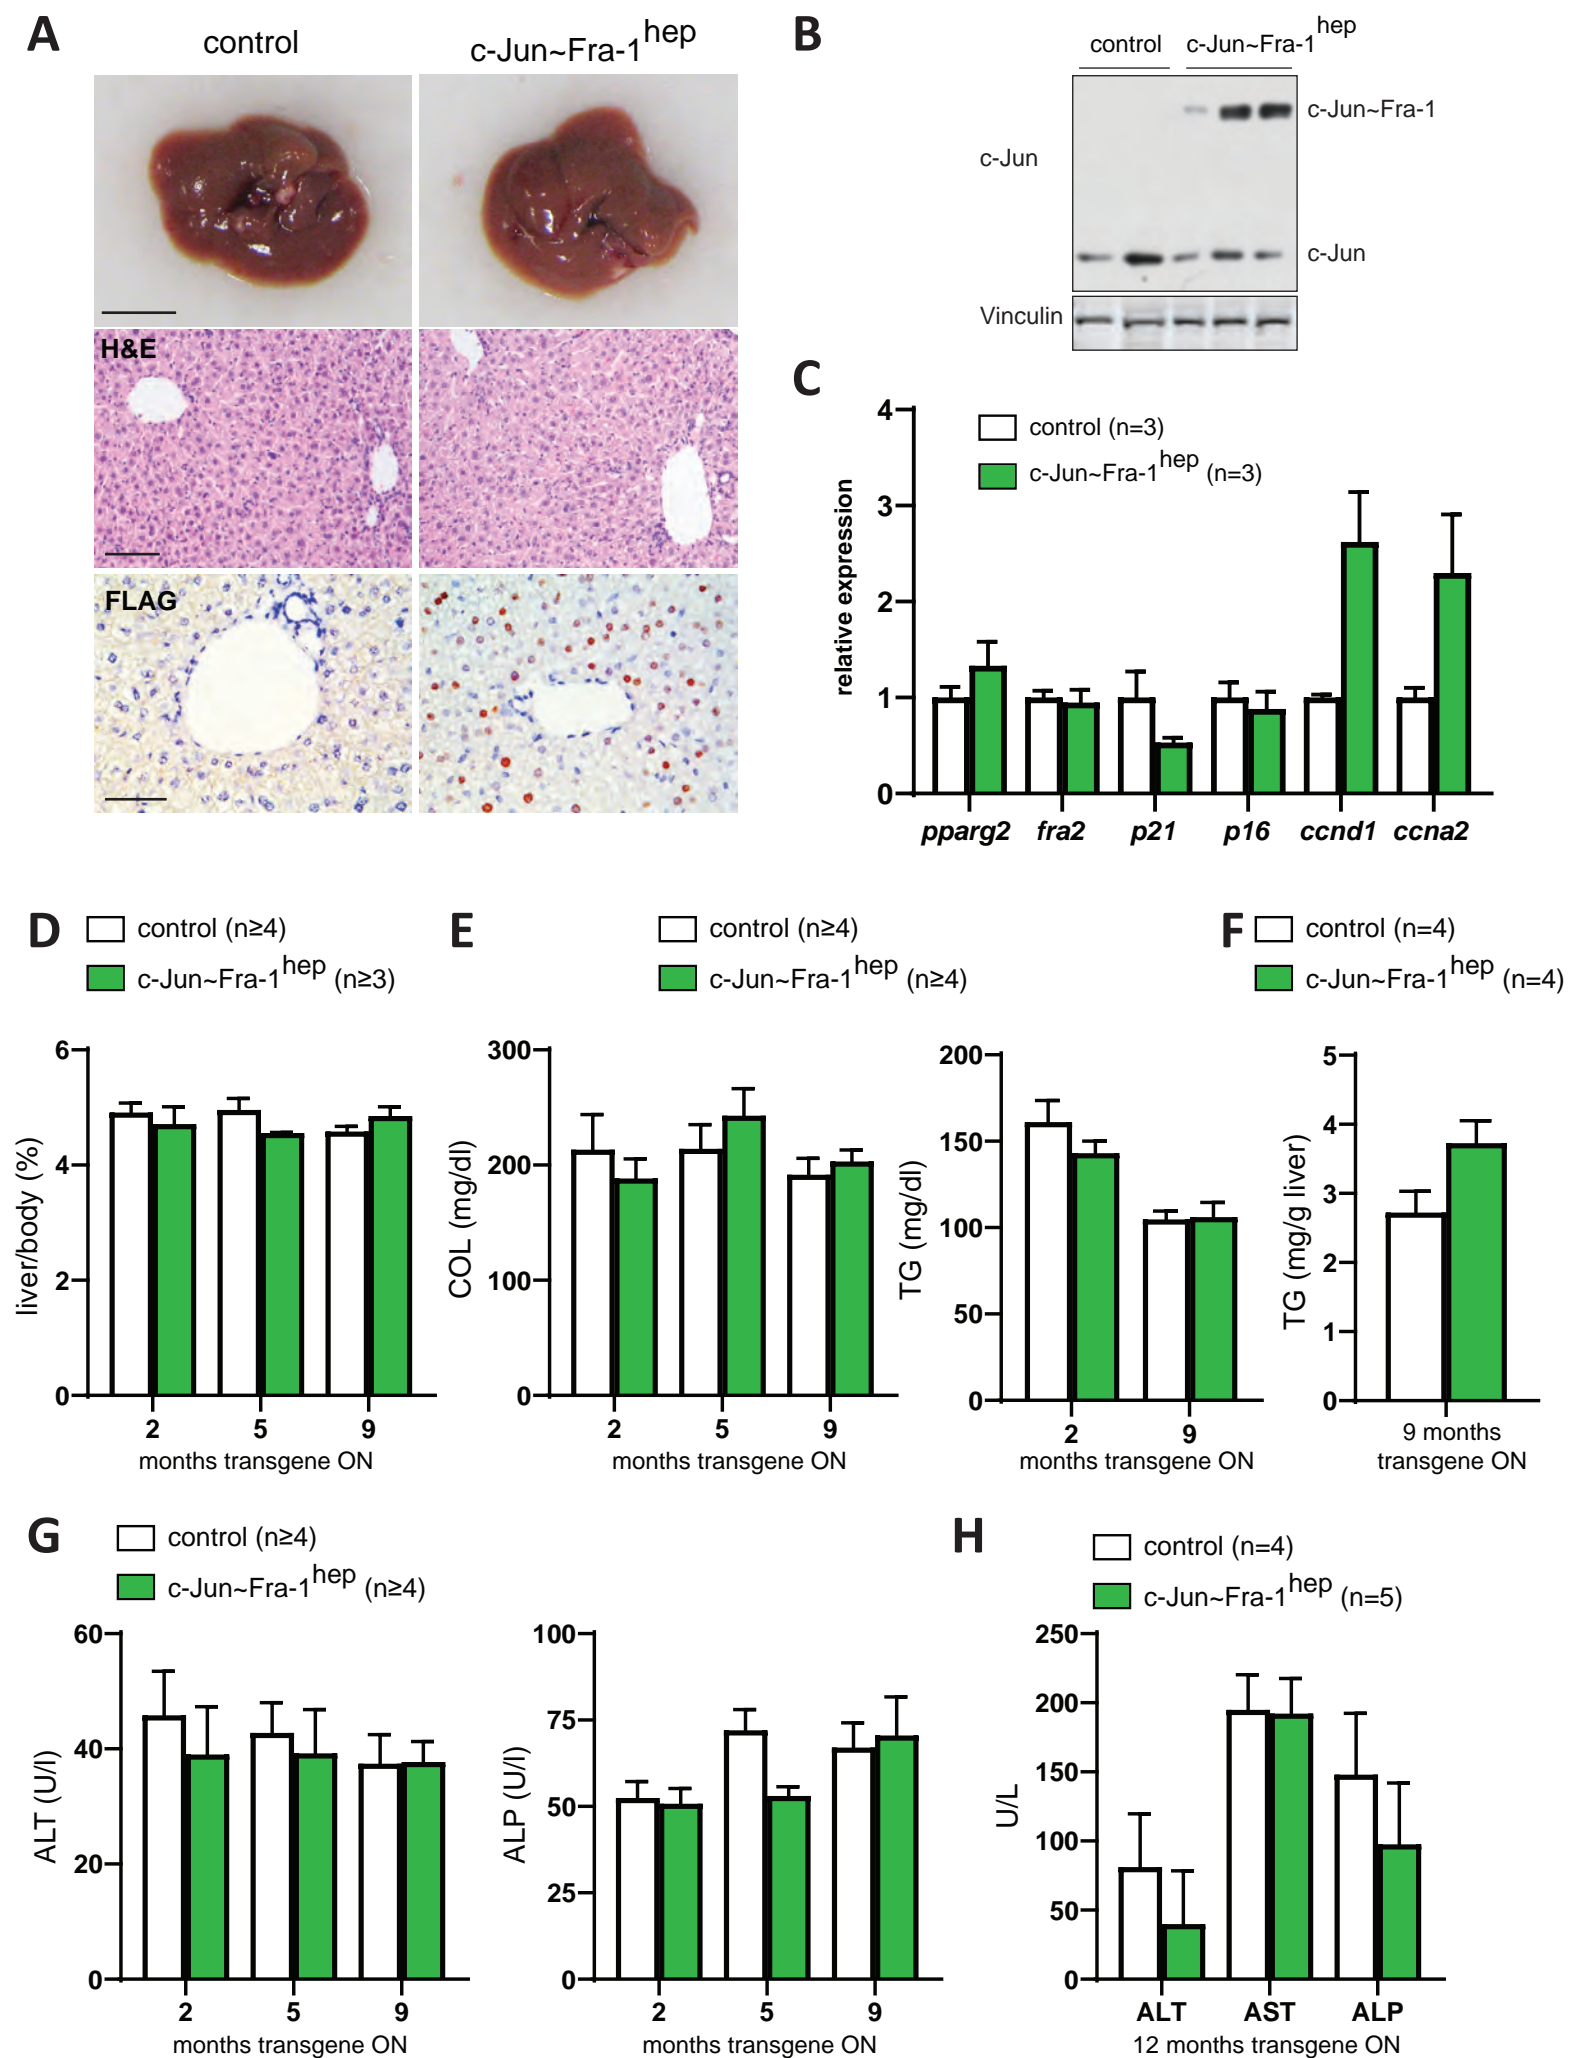 A
control
c-Jun~Fra-1hep
H&E
FLAG
B
control
c-Jun~Fra-1hep
c-Jun
c-Jun~Fra-1
c-Jun
Vinculin
C
control (n=3)
c-Jun~Fra-1hep (n=3)
relative expression
4
3
2
1
0
pparg2 fra2 p21 p16 ccnd1 ccna2
D
control (n≥4)
c-Jun~Fra-1hep (n≥3)
liver/body (%)
6
4
2
0
2 5 9
months transgene ON
E
control (n≥4)
c-Jun~Fra-1hep (n≥4)
COL (mg/dl)
300
200
100
0
2 5 9
months transgene ON
TG (mg/dl)
200
150
100
50
0
2 9
months transgene ON
F
control (n=4)
c-Jun~Fra-1hep (n=4)
TG (mg/g liver)
5
4
3
2
1
0
9 months
transgene ON
G
control (n≥4)
c-Jun~Fra-1hep (n≥4)
ALT (U/l)
60
40
20
0
2 5 9
months transgene ON
ALP (U/l)
100
75
50
25
0
2 5 9
months transgene ON
H
control (n=4)
c-Jun~Fra-1hep (n=5)
U/L
250
200
150
100
50
0
ALT AST ALP
12 months transgene ON